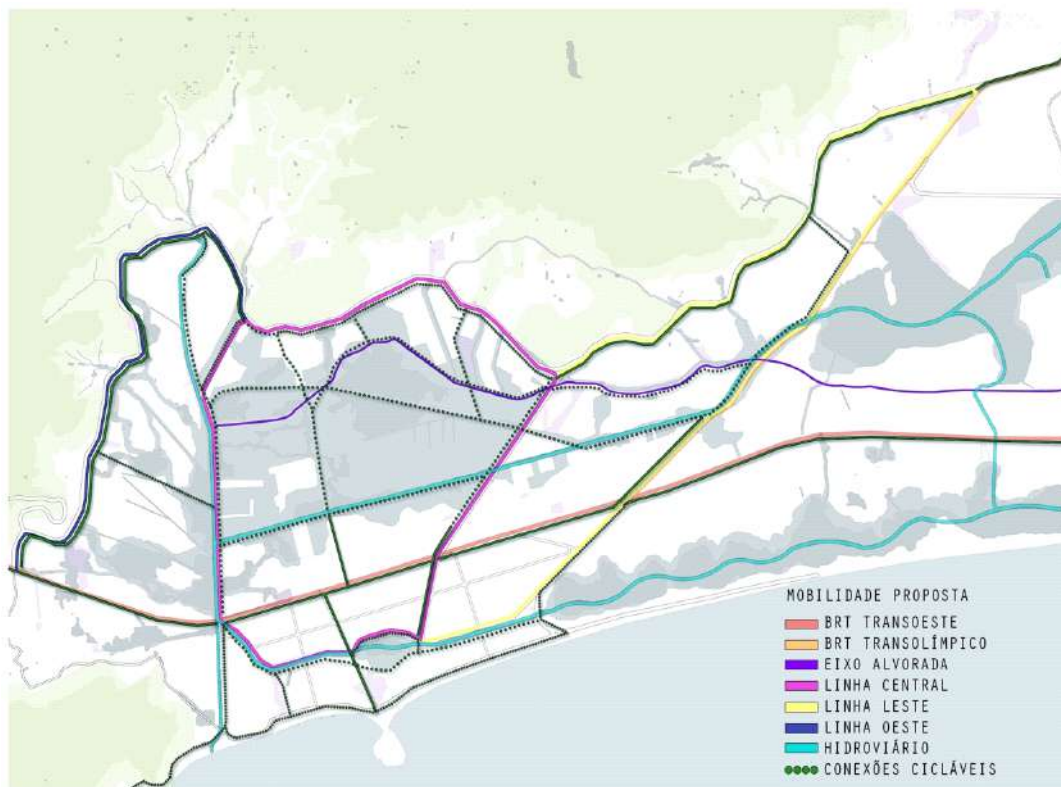 MOBILIDADE PROPOSTA
BRT TRANSOESTE
BRT TRANSOLÍMPICO
EIXO ALVORADA
LINHA CENTRAL
LINHA LESTE
LINHA OESTE
HIDROVIÁRIO
CONEXÕES CICLÁVEIS